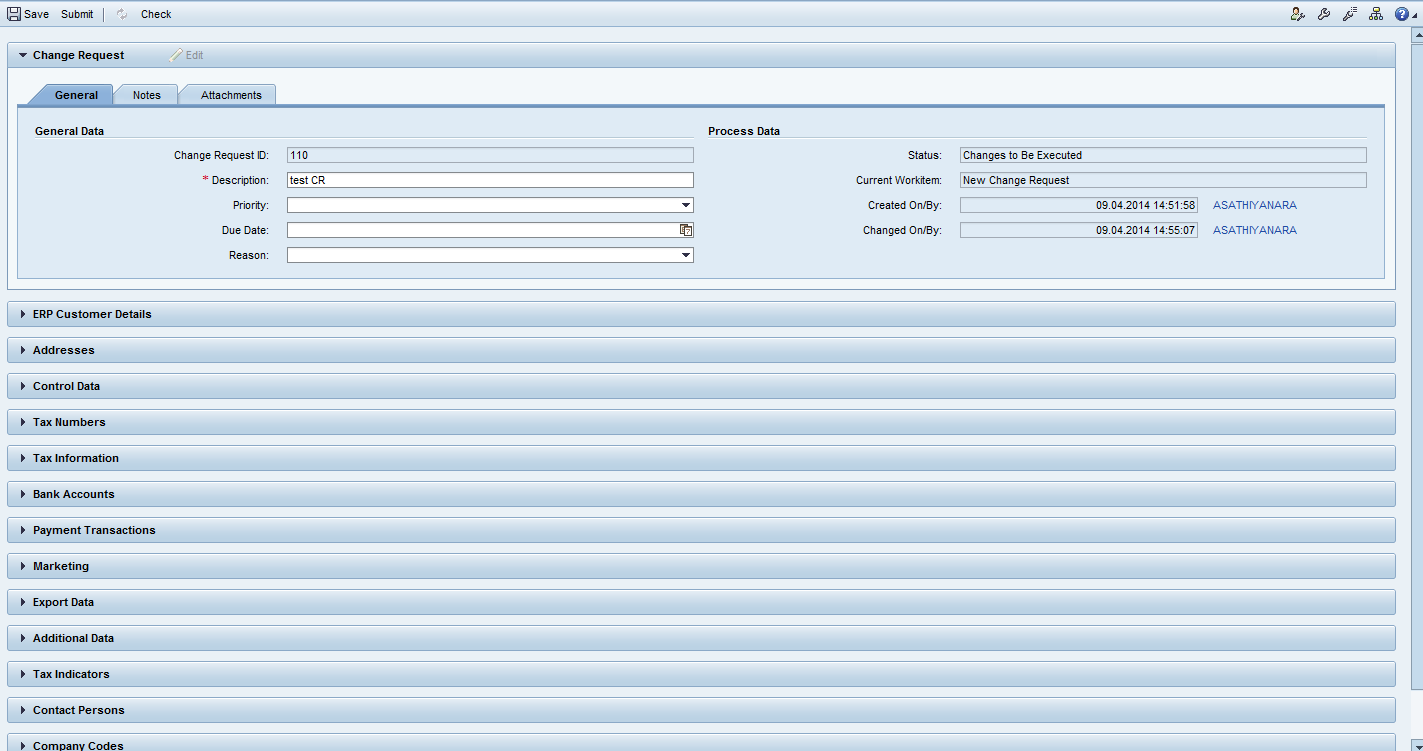 Save Submit Check
Change Request Edit
General Notes Attachments
General Data Process Data
Change Request ID: 110 Status: Changes to Be Executed
* Description: test CR Current Workitem: New Change Request
Priority: Created On/By: 09.04.2014 14:51:58 ASATHIYANARA
Due Date: Changed On/By: 09.04.2014 14:55:07 ASATHIYANARA
Reason:
ERP Customer Details
Addresses
Control Data
Tax Numbers
Tax Information
Bank Accounts
Payment Transactions
Marketing
Export Data
Additional Data
Tax Indicators
Contact Persons
Company Codes